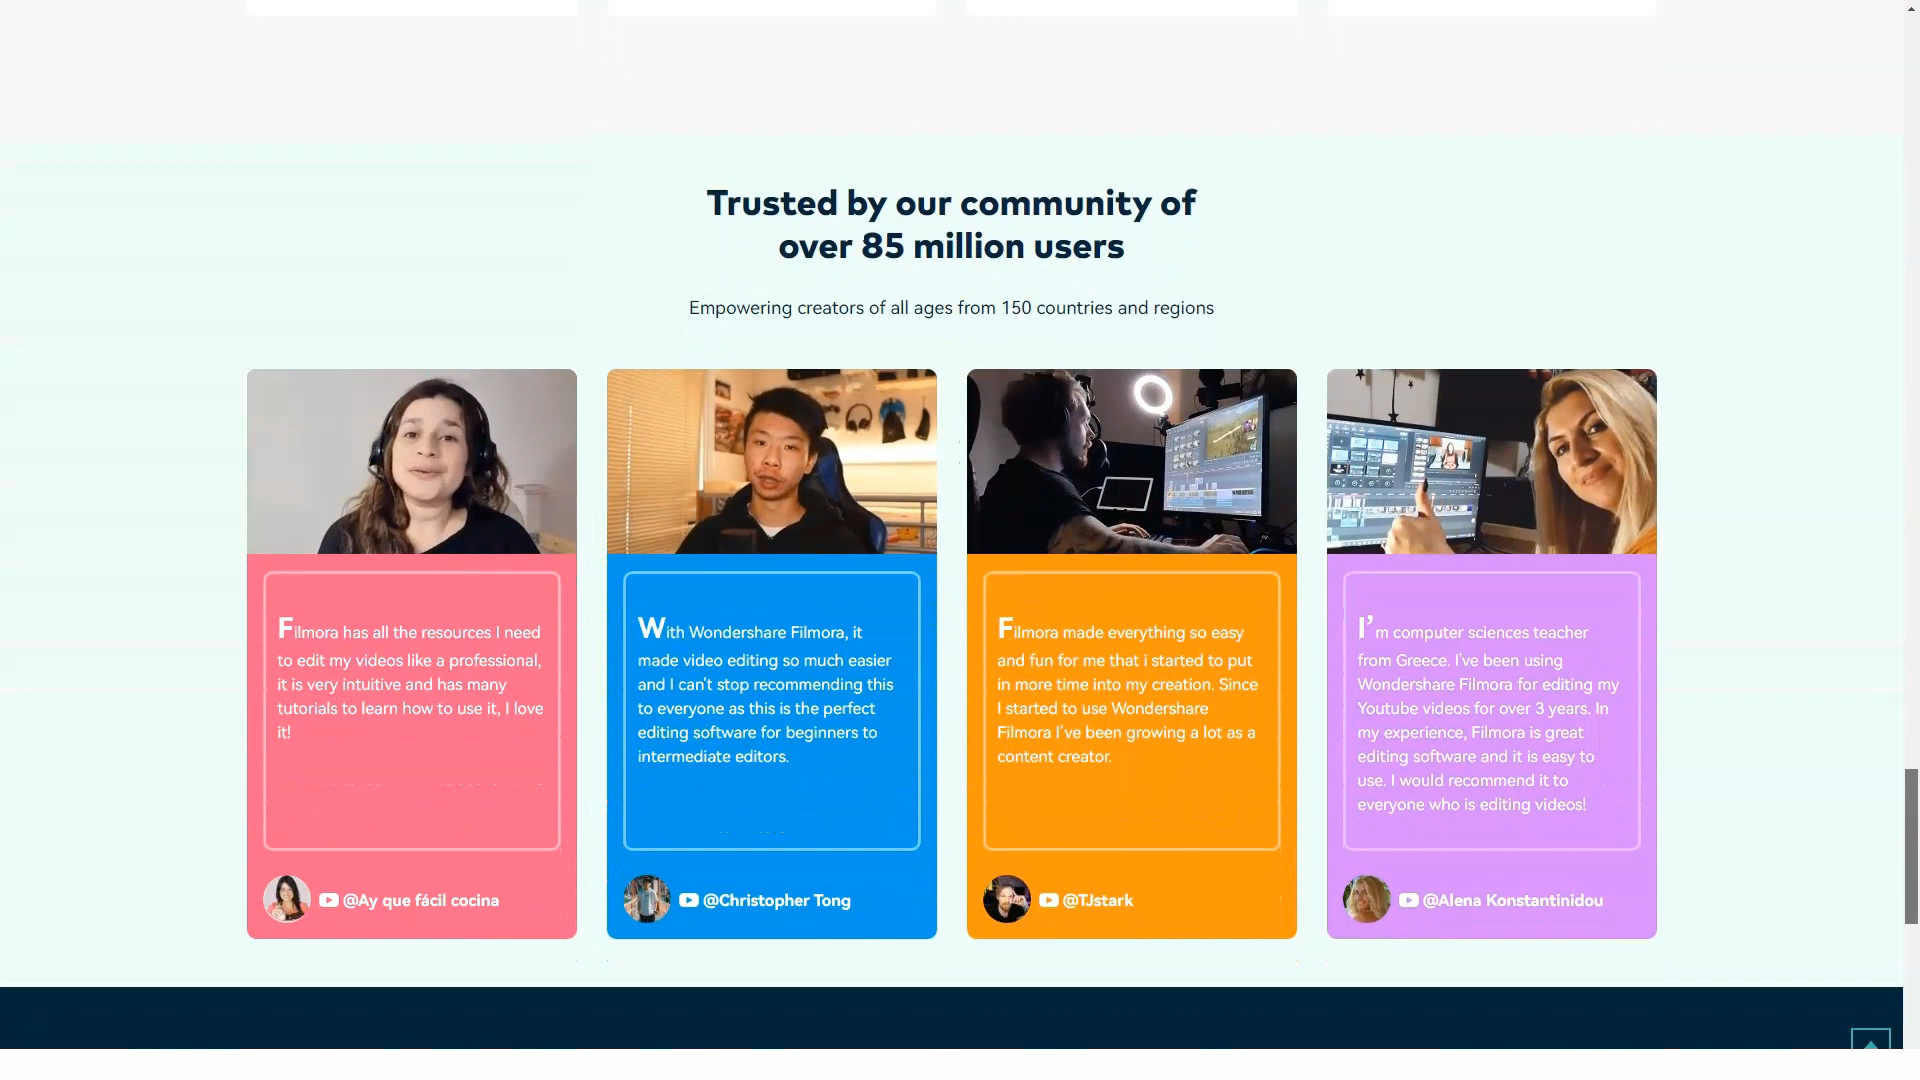 Trusted by our community of
over 85 million users
Empowering creators of all ages from 150 countries and regions
Filmora has all the resources I need
to edit my videos like a professional,
it is very intuitive and has many
tutorials to learn how to use it, I love
it!
@Ay que fácil cocina
With Wondershare Filmora, it
made video editing so much easier
and I can't stop recommending this
to everyone as this is the perfect
editing software for beginners to
intermediate editors.
@Christopher Tong
Filmora made everything so easy
and fun for me that i started to put
in more time into my creation. Since
I started to use Wondershare
Filmora I’ve been growing a lot as a
content creator.
@TJstark
I’m computer sciences teacher
from Greece. I've been using
Wondershare Filmora for editing my
Youtube videos for over 3 years. In
my experience, Filmora is great
editing software and it is easy to
use. I would recommend it to
everyone who is editing videos!
@Alena Konstantinidou